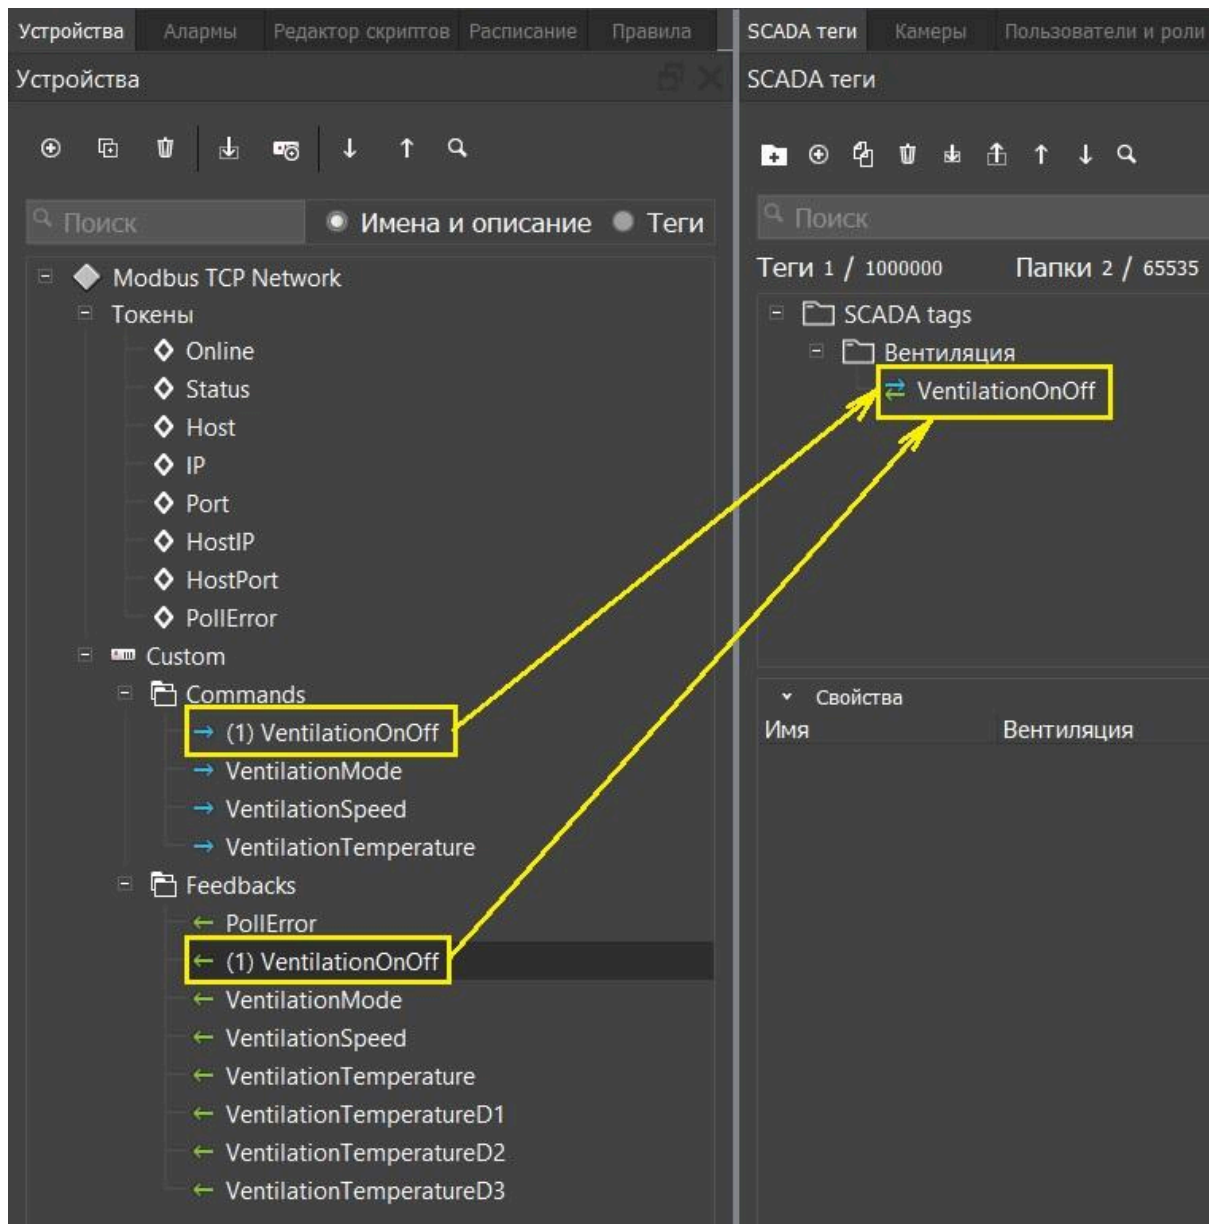 Устройства Алармы Редактор скриптов Расписание Правила
Устройства
Поиск Имена и описание Теги
Modbus TCP Network
Токены
Online
Status
Host
IP
Port
HostIP
HostPort
PollError
Custom
Commands
(1) VentilationOnOff
VentilationMode
VentilationSpeed
VentilationTemperature
Feedbacks
PollError
(1) VentilationOnOff
VentilationMode
VentilationSpeed
VentilationTemperature
VentilationTemperatureD1
VentilationTemperatureD2
VentilationTemperatureD3
SCADA теги Камеры Пользователи и роли
SCADA теги
Поиск
Теги 1 / 1000000 Папки 2 / 65535
SCADA tags
Вентиляция
VentilationOnOff
Свойства
Имя Вентиляция